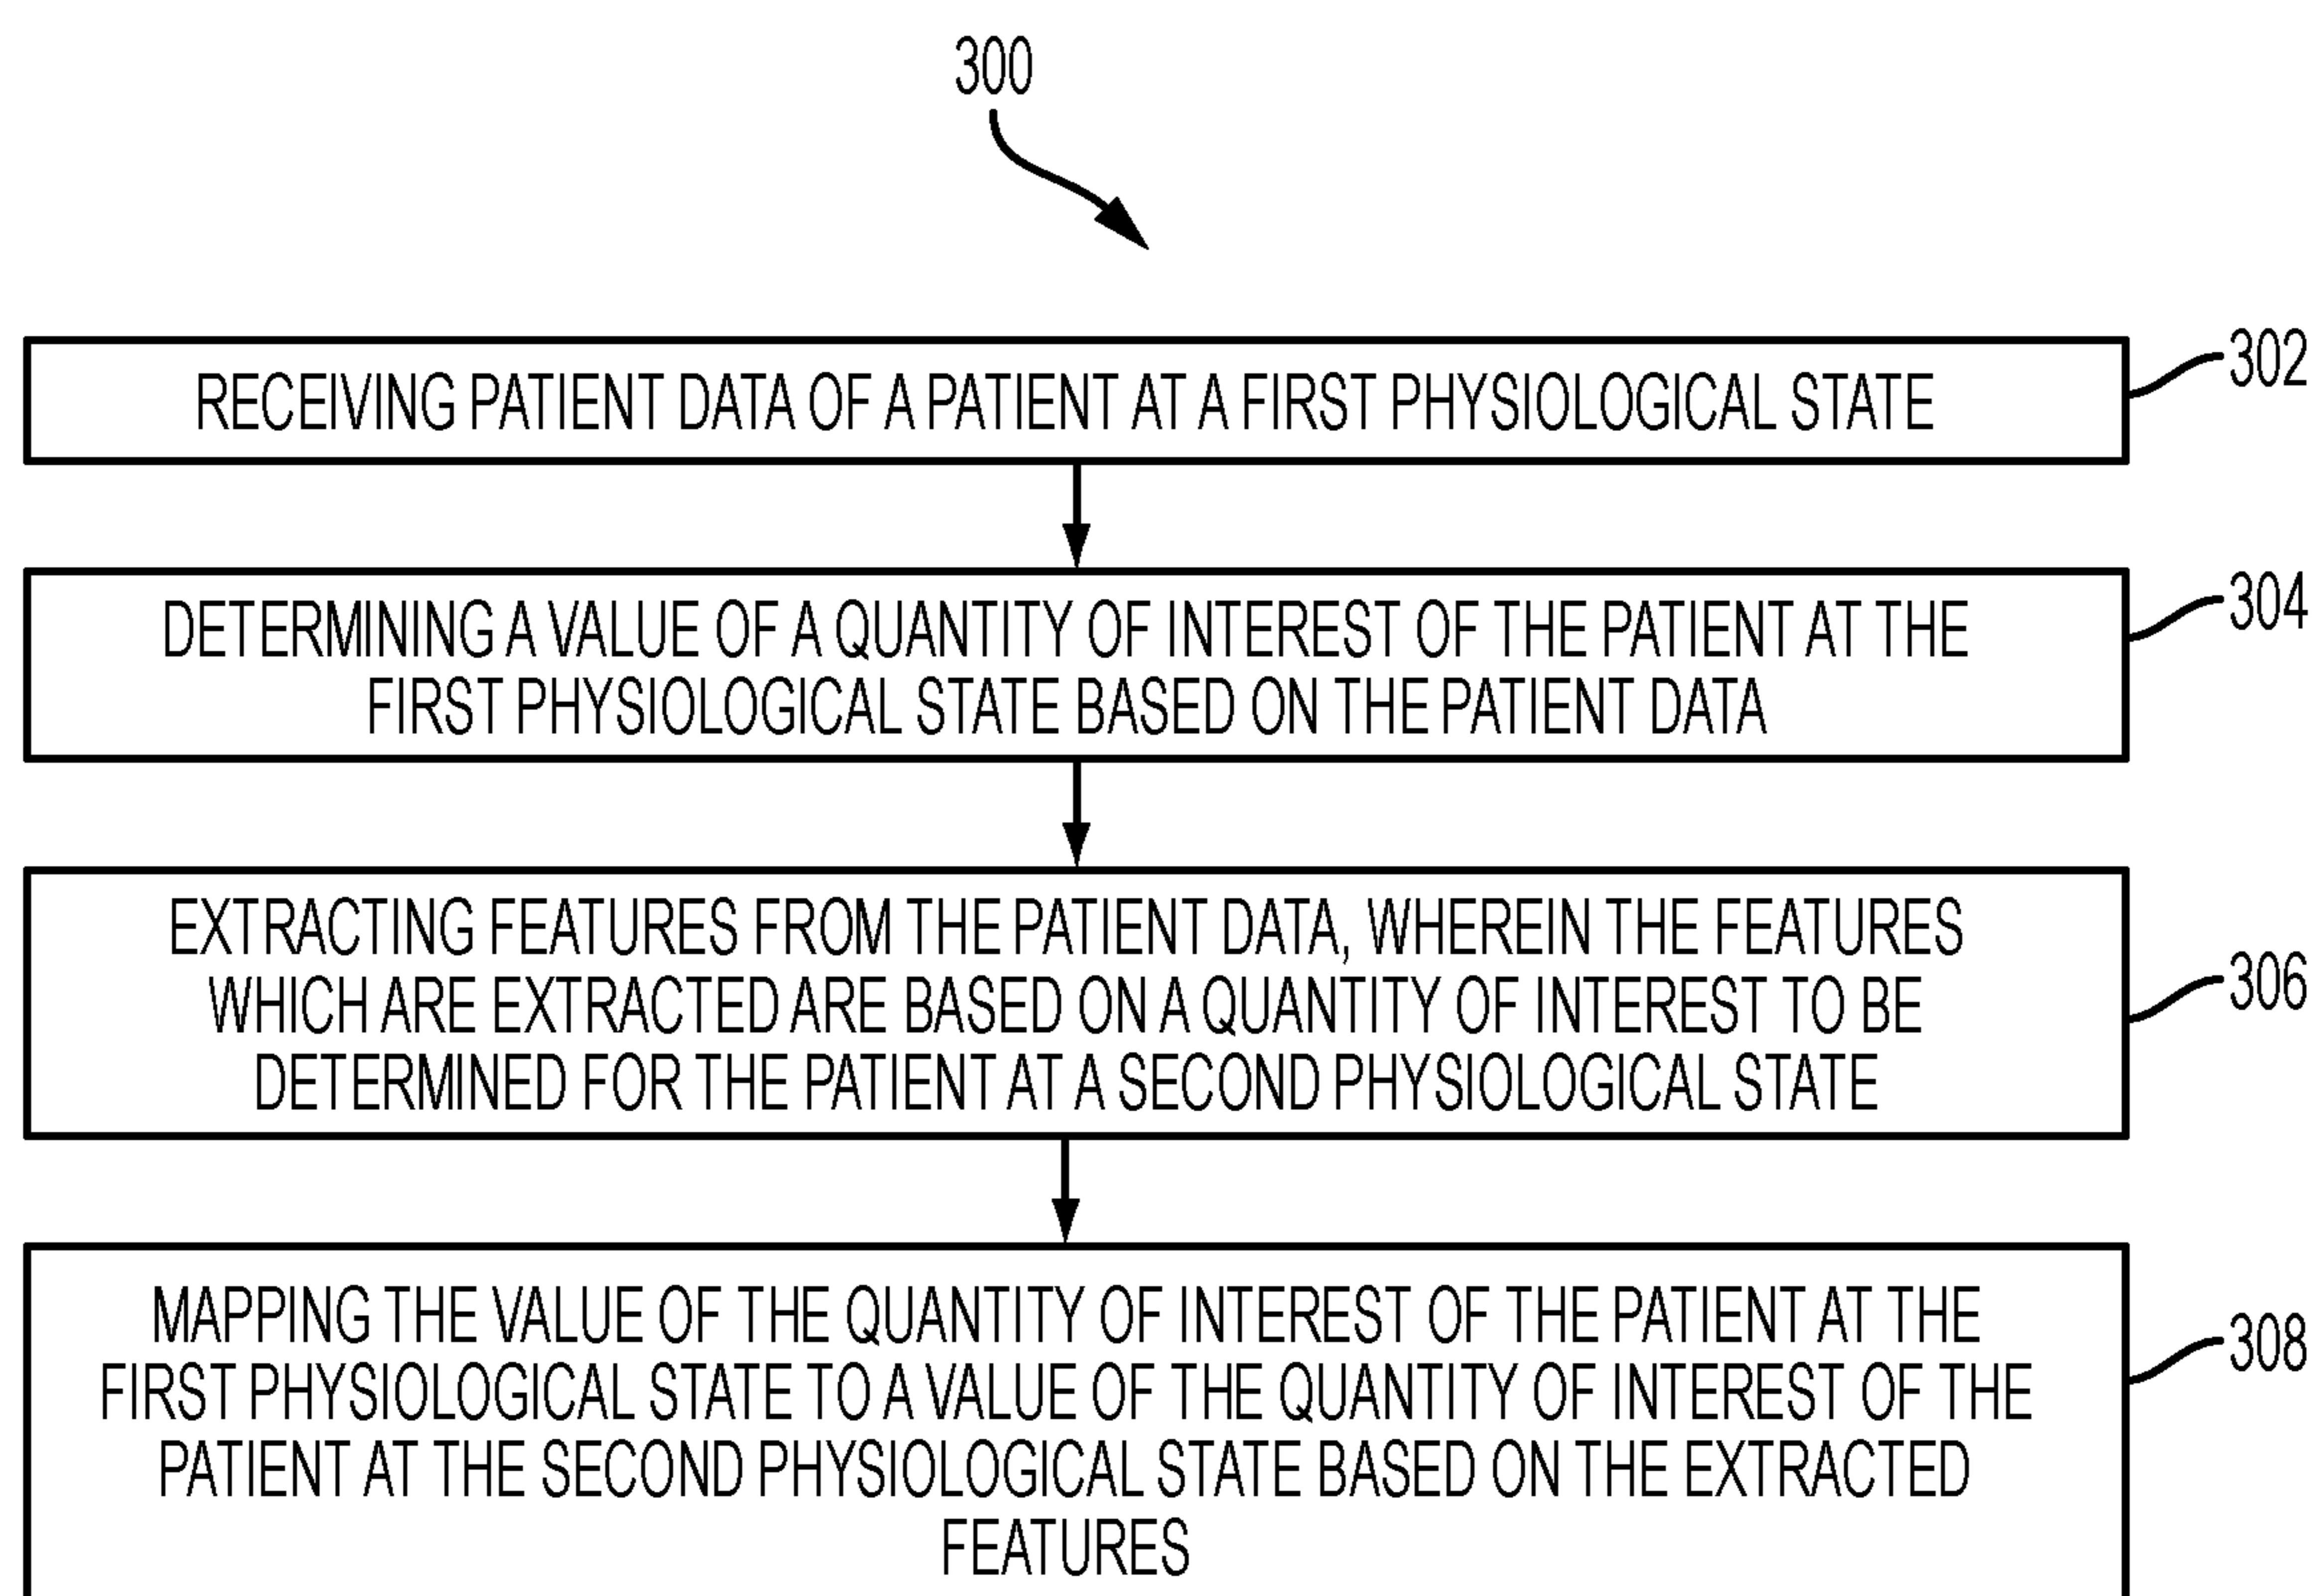 300
RECEIVING PATIENT DATA OF A PATIENT AT A FIRST PHYSIOLOGICAL STATE
302
DETERMINING A VALUE OF A QUANTITY OF INTEREST OF THE PATIENT AT THE
FIRST PHYSIOLOGICAL STATE BASED ON THE PATIENT DATA
304
EXTRACTING FEATURES FROM THE PATIENT DATA, WHEREIN THE FEATURES
WHICH ARE EXTRACTED ARE BASED ON A QUANTITY OF INTEREST TO BE
DETERMINED FOR THE PATIENT AT A SECOND PHYSIOLOGICAL STATE
306
MAPPING THE VALUE OF THE QUANTITY OF INTEREST OF THE PATIENT AT THE
FIRST PHYSIOLOGICAL STATE TO A VALUE OF THE QUANTITY OF INTEREST OF THE
PATIENT AT THE SECOND PHYSIOLOGICAL STATE BASED ON THE EXTRACTED
FEATURES
308